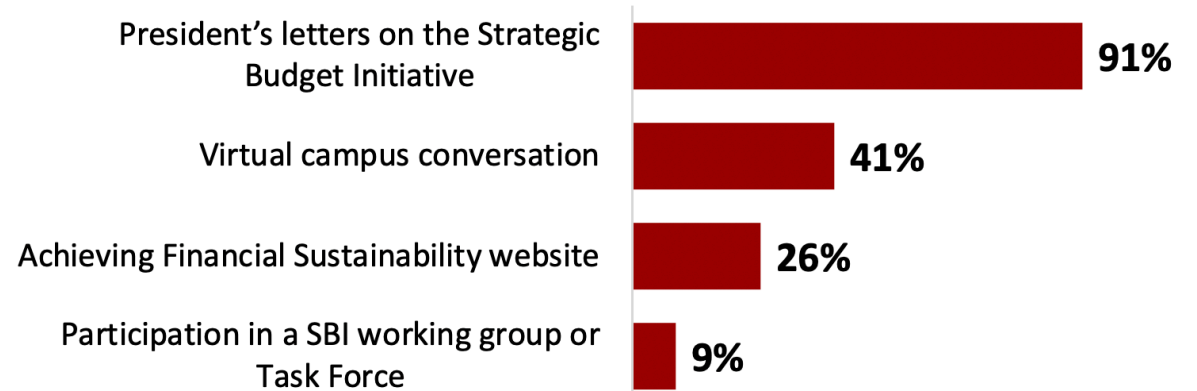 President’s letters on the Strategic
Budget Initiative
91%
Virtual campus conversation
41%
Achieving Financial Sustainability website
26%
Participation in a SBI working group or
Task Force
9%